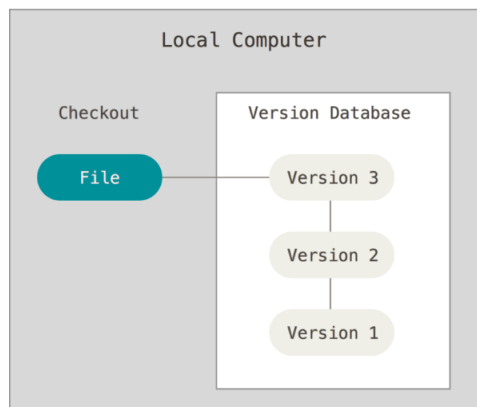 Local Computer
Checkout
Version Database
File
Version 3
Version 2
Version 1